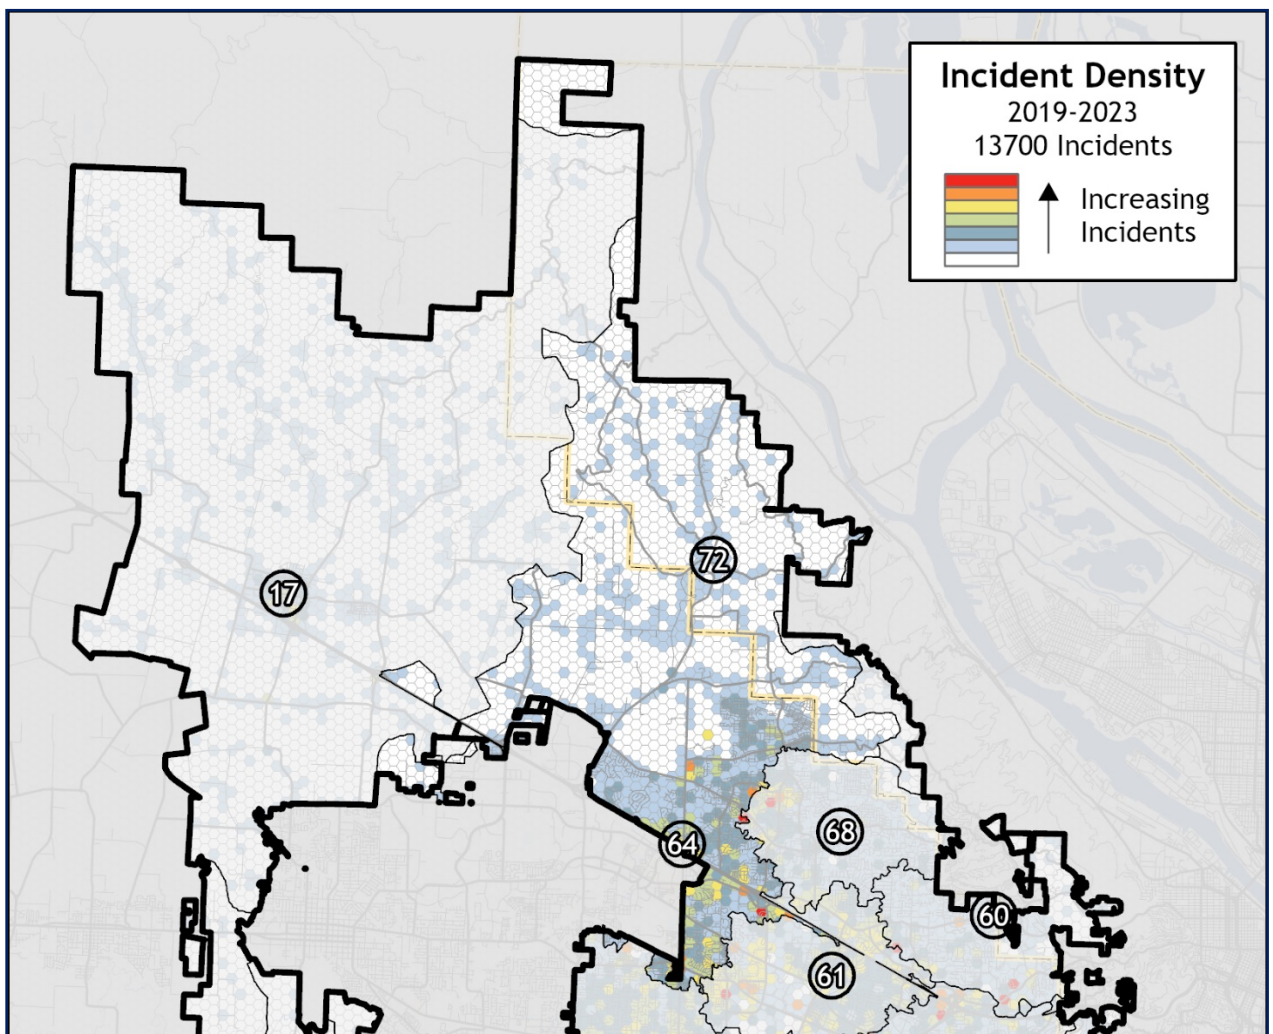 Incident Density
2019-2023
13700 Incidents
Increasing
Incidents
17
72
64
68
60
61